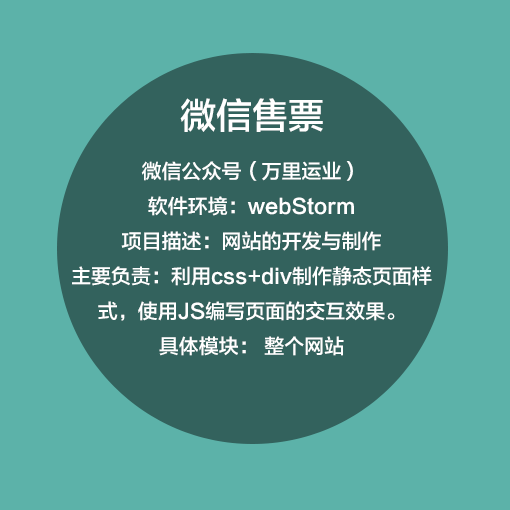 微信售票
微信公众号（万里运业）
软件环境：webStorm
项目描述：网站的开发与制作
主要负责：利用css+div制作静态页面样
式，使用JS编写页面的交互效果。
具体模块： 整个网站